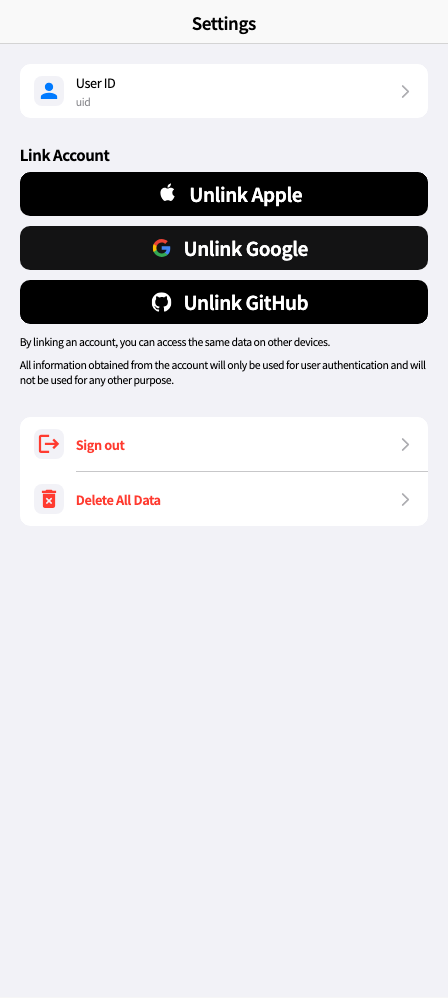 Settings
User ID
uid
Link Account
Unlink Apple
Unlink Google
Unlink GitHub
By linking an account, you can access the same data on other devices.
All information obtained from the account will only be used for user authentication and will
not be used for any other purpose.
Sign out
Delete All Data